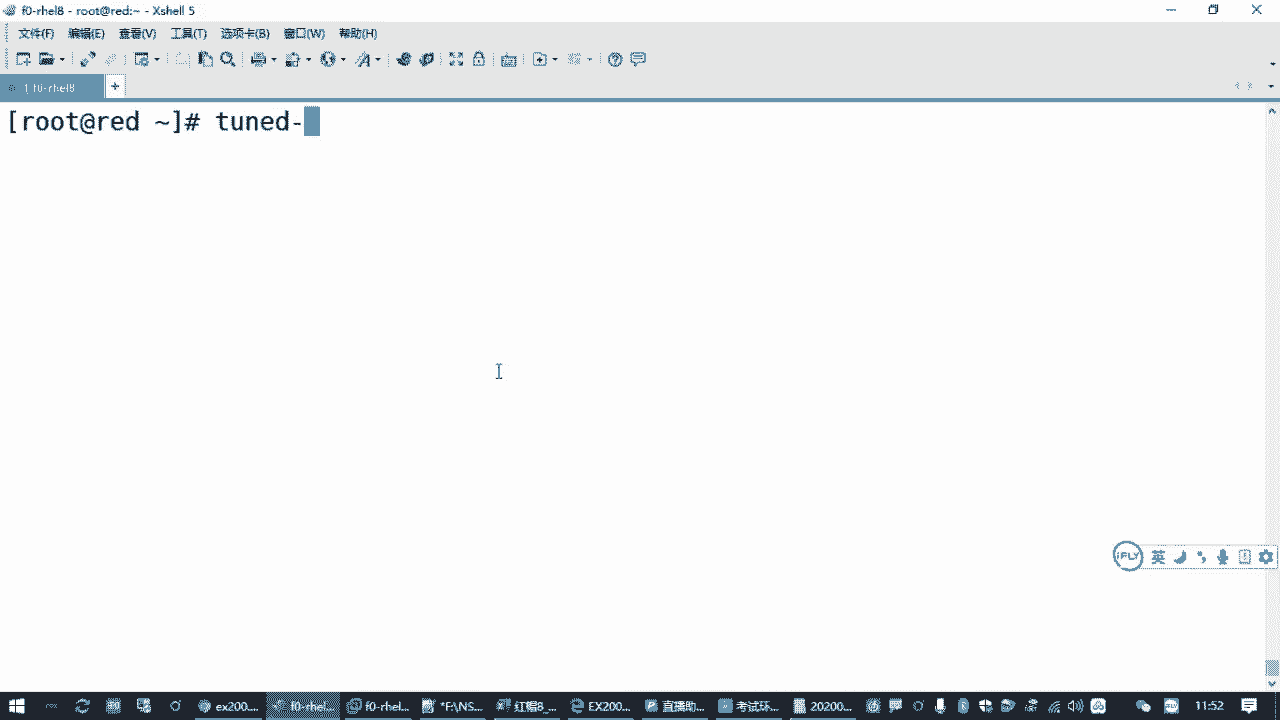 f0-rhel8 - root@red:~ - Xshell 5
文件(F) 编辑(E) 查看(V) 工具(T) 选项卡(B) 窗口(W) 帮助(H)
1 f0-rhel8
[root@red ~]# tuned-
iFLY 英
ex200... f0-rhel... f0-rhel... *F:\NS... 红帽8_... EX200... 直播助... 考试环... 20200... 11:52